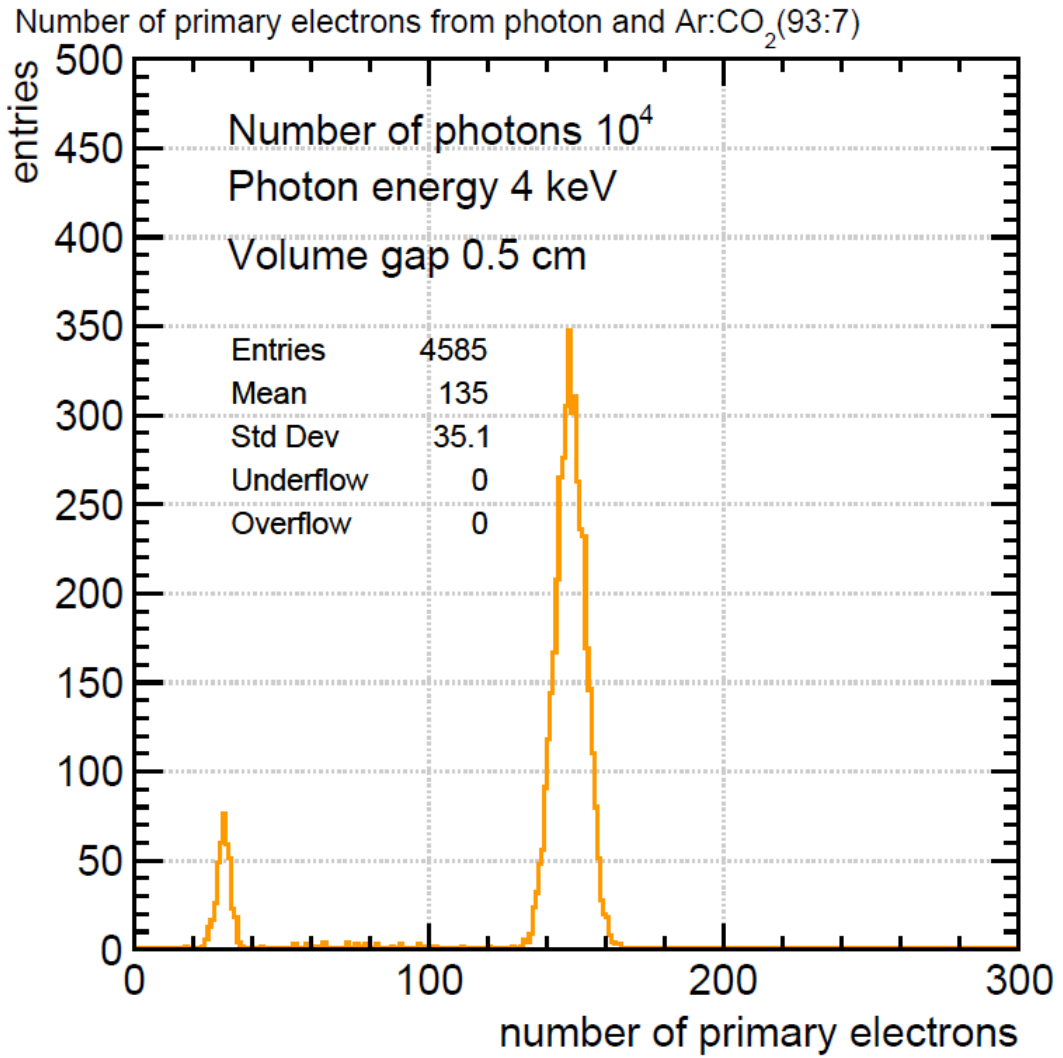 Number of primary electrons from photon and Ar:CO₂(93:7)
entries
500
450
400
350
300
250
200
150
100
50
0
Number of photons 10⁴
Photon energy 4 keV
Volume gap 0.5 cm
Entries 4585
Mean 135
Std Dev 35.1
Underflow 0
Overflow 0
0 100 200 300
number of primary electrons